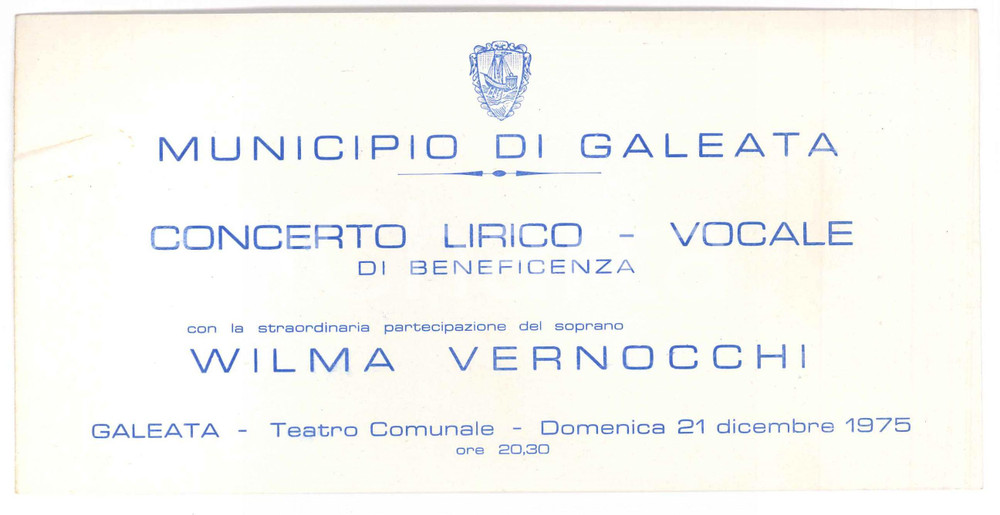 MUNICIPIO DI GALEATA
CONCERTO LIRICO - VOCALE
DI BENEFICENZA
con la straordinaria partecipazione del soprano
WILMA VERNOCCHI
GALEATA - Teatro Comunale - Domenica 21 dicembre 1975
ore 20,30